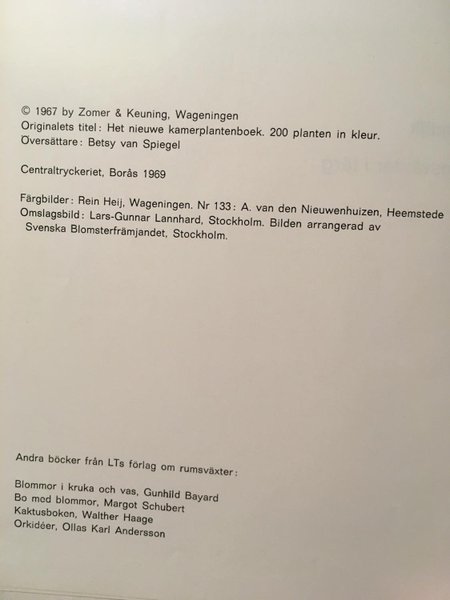 © 1967 by Zomer & Keuning, Wageningen
Originalets titel: Het nieuwe kamerplantenboek. 200 planten in kleur.
Översättare: Betsy van Spiegel
Centraltryckeriet, Borås 1969
Färgbilder: Rein Heij, Wageningen. Nr 133: A. van den Nieuwenhuizen, Heemstede
Omslagsbild: Lars-Gunnar Lannhard, Stockholm. Bilden arrangerad av
Svenska Blomsterfrämjandet, Stockholm.
Andra böcker från LTs förlag om rumsväxter:
Blommor i kruka och vas, Gunhild Bayard
Bo med blommor, Margot Schubert
Kaktusboken, Walther Haage
Orkidéer, Ollas Karl Andersson